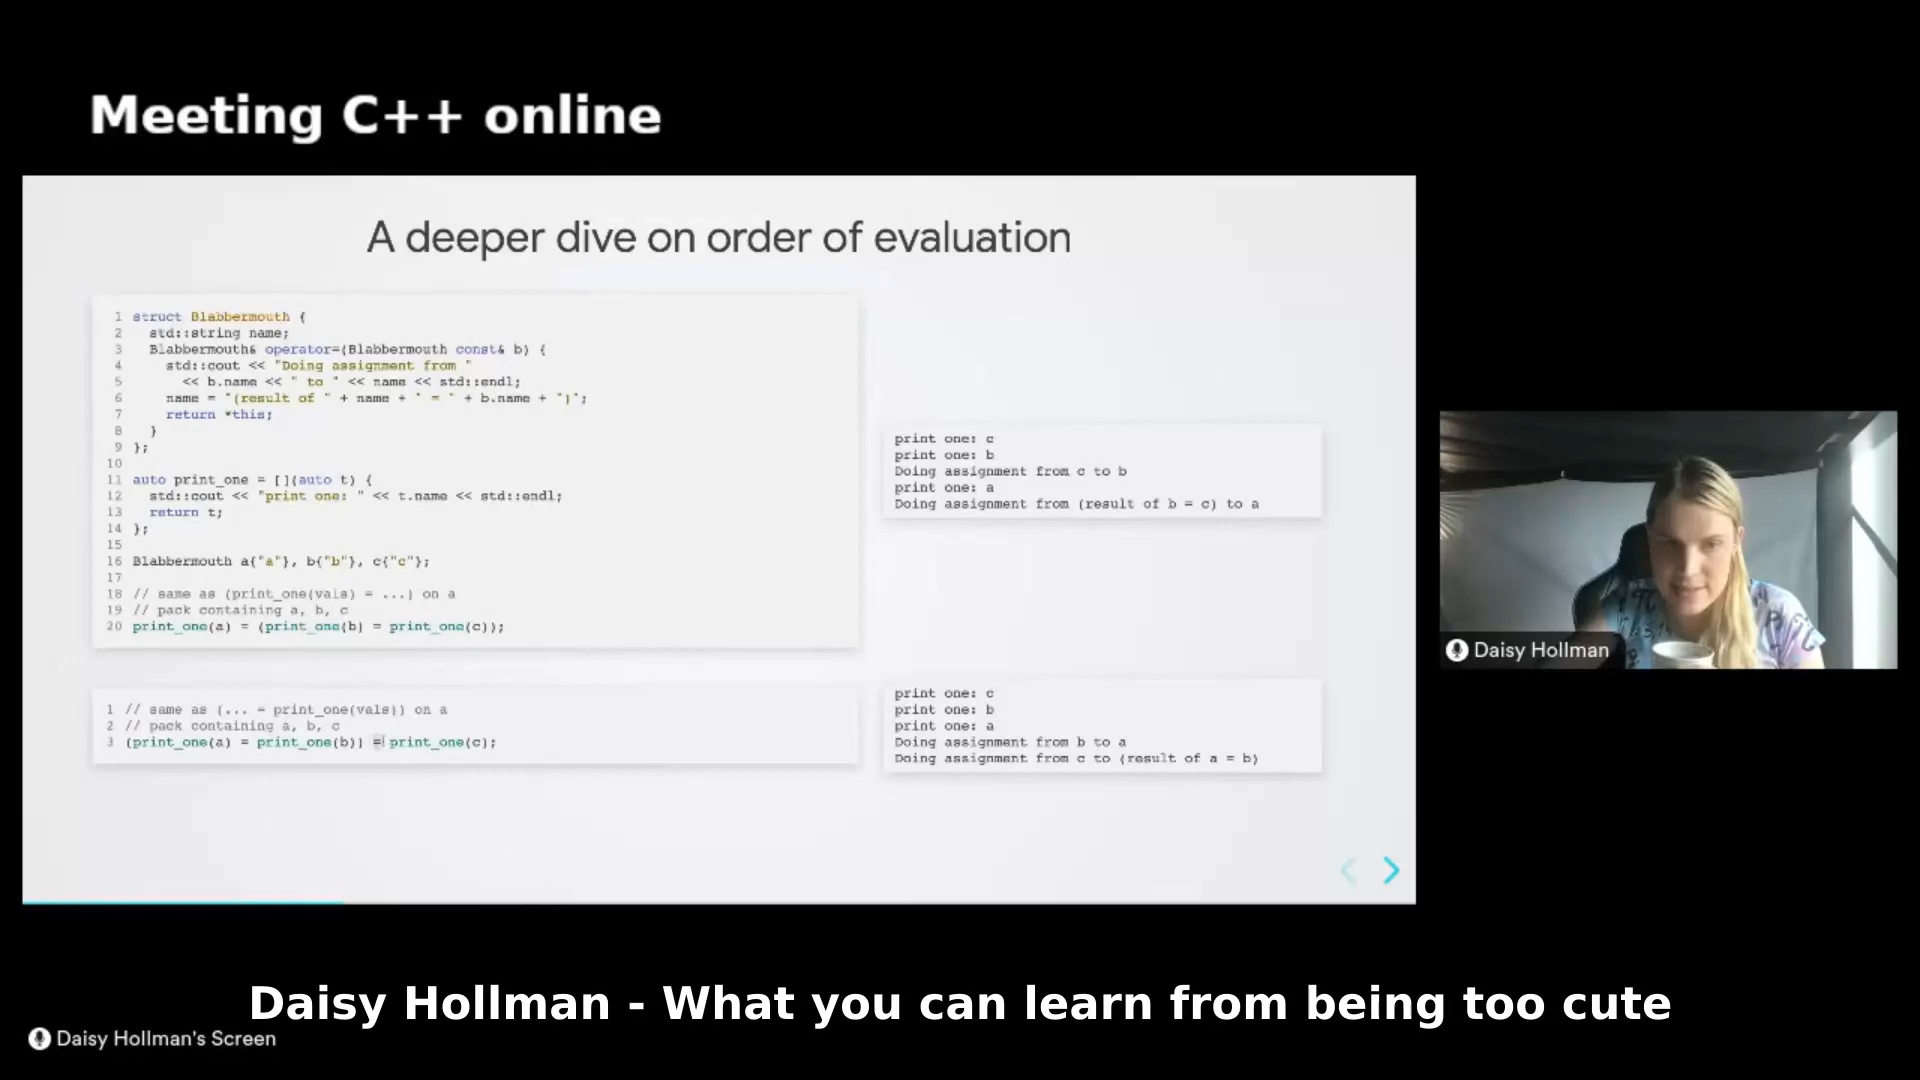 Meeting C++ online
A deeper dive on order of evaluation
1 struct Blabbermouth {
2 std::string name;
3 Blabbermouth& operator=(Blabbermouth const& b) {
4 std::cout << "Doing assignment from "
5 << b.name << " to " << name << std::endl;
6 name = "(result of " + name + " = " + b.name + ")";
7 return *this;
8 }
9 };
10
11 auto print_one = [](auto t) {
12 std::cout << "print one: " << t.name << std::endl;
13 return t;
14 };
15
16 Blabbermouth a{"a"}, b{"b"}, c{"c"};
17
18 // same as (print_one(vals) = ...) on a
19 // pack containing a, b, c
20 print_one(a) = (print_one(b) = print_one(c));
print one: c
print one: b
Doing assignment from c to b
print one: a
Doing assignment from (result of b = c) to a
1 // same as (... = print_one(vals)) on a
2 // pack containing a, b, c
3 (print_one(a) = print_one(b)) = print_one(c);
print one: c
print one: b
print one: a
Doing assignment from b to a
Doing assignment from c to (result of a = b)
Daisy Hollman
Daisy Hollman - What you can learn from being too cute
Daisy Hollman's Screen